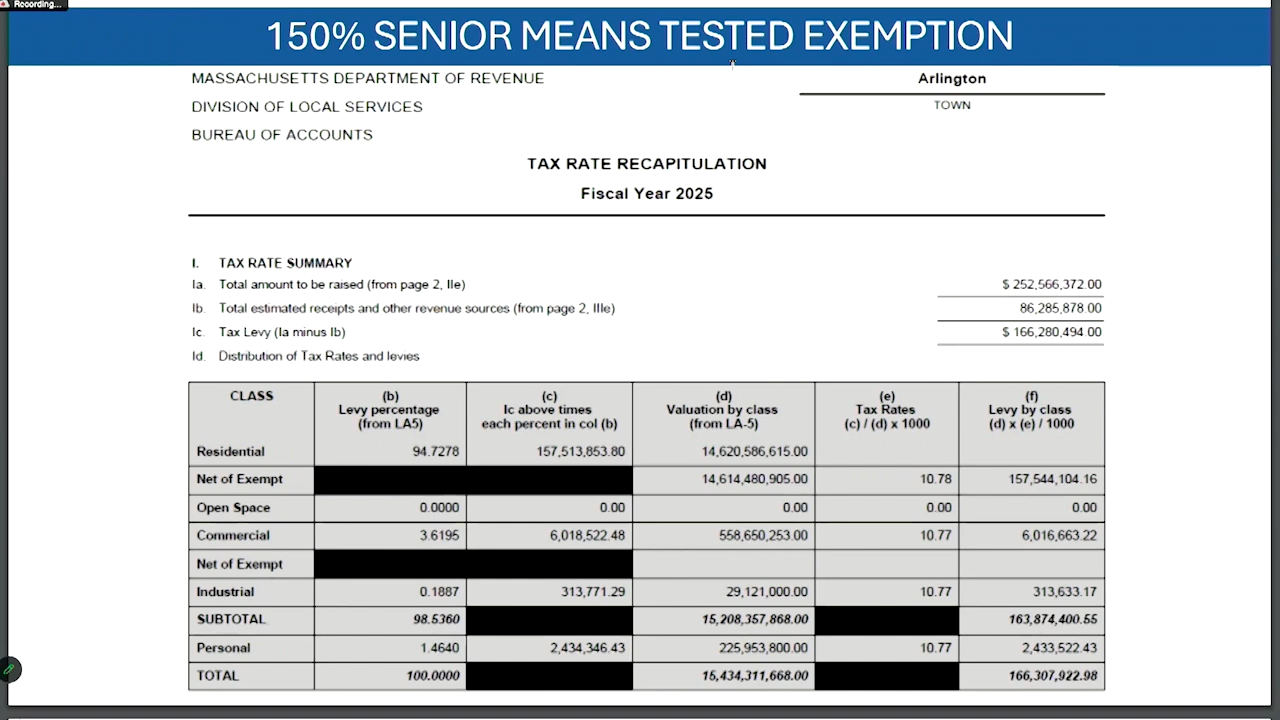 Recording...
150% SENIOR MEANS TESTED EXEMPTION
MASSACHUSETTS DEPARTMENT OF REVENUE
Arlington
DIVISION OF LOCAL SERVICES
TOWN
BUREAU OF ACCOUNTS
TAX RATE RECAPITULATION
Fiscal Year 2025
I. TAX RATE SUMMARY
Ia. Total amount to be raised (from page 2, IIe) $ 252,566,372.00
Ib. Total estimated receipts and other revenue sources (from page 2, IIIe) 86,285,878.00
Ic. Tax Levy (Ia minus Ib) $ 166,280,494.00
Id. Distribution of Tax Rates and levies
CLASS (b) (c) (d) (e) (f)
Levy percentage Ic above times Valuation by class Tax Rates Levy by class
(from LA5) each percent in col (b) (from LA-5) (c) / (d) x 1000 (d) x (e) / 1000
Residential 94.7278 157,513,853.80 14,620,586,615.00
Net of Exempt 14,614,480,905.00 10.78 157,544,104.16
Open Space 0.0000 0.00 0.00 0.00 0.00
Commercial 3.6195 6,018,522.48 558,650,253.00 10.77 6,016,663.22
Net of Exempt
Industrial 0.1887 313,771.29 29,121,000.00 10.77 313,633.17
SUBTOTAL 98.5360 15,208,357,868.00 163,874,400.55
Personal 1.4640 2,434,346.43 225,953,800.00 10.77 2,433,522.43
TOTAL 100.0000 15,434,311,668.00 166,307,922.98